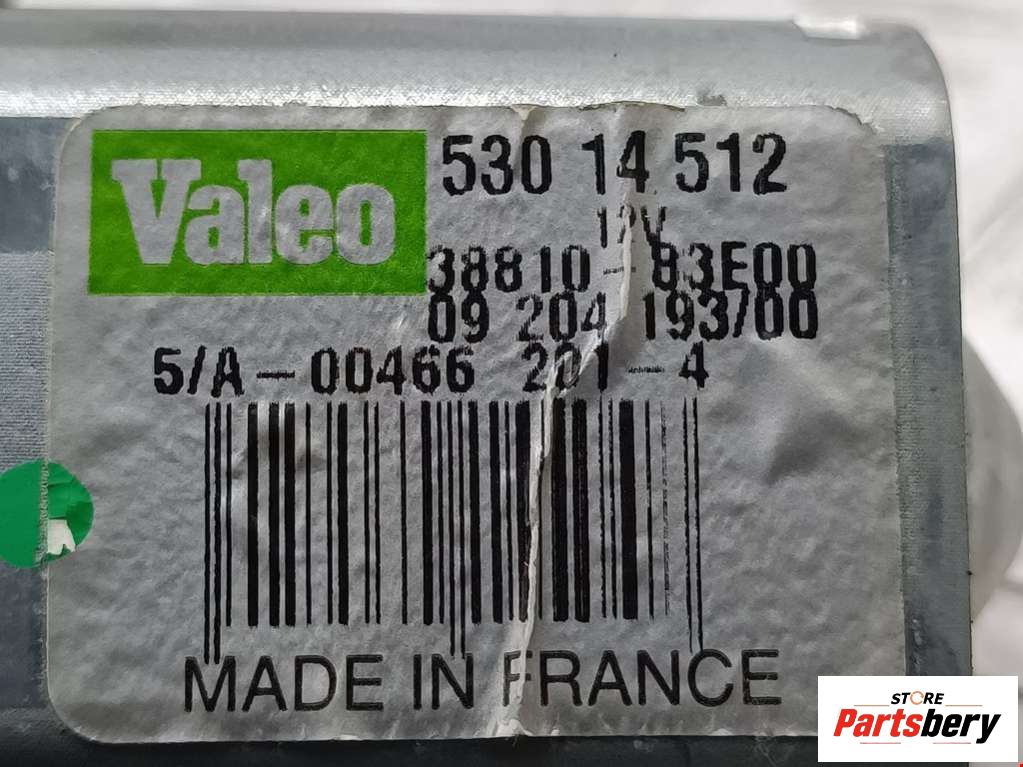 Valeo
530 14 512
12V
38810-83E00
09 204 193/00
5/A-00466 201-4
MADE IN FRANCE
STORE
Partsbery